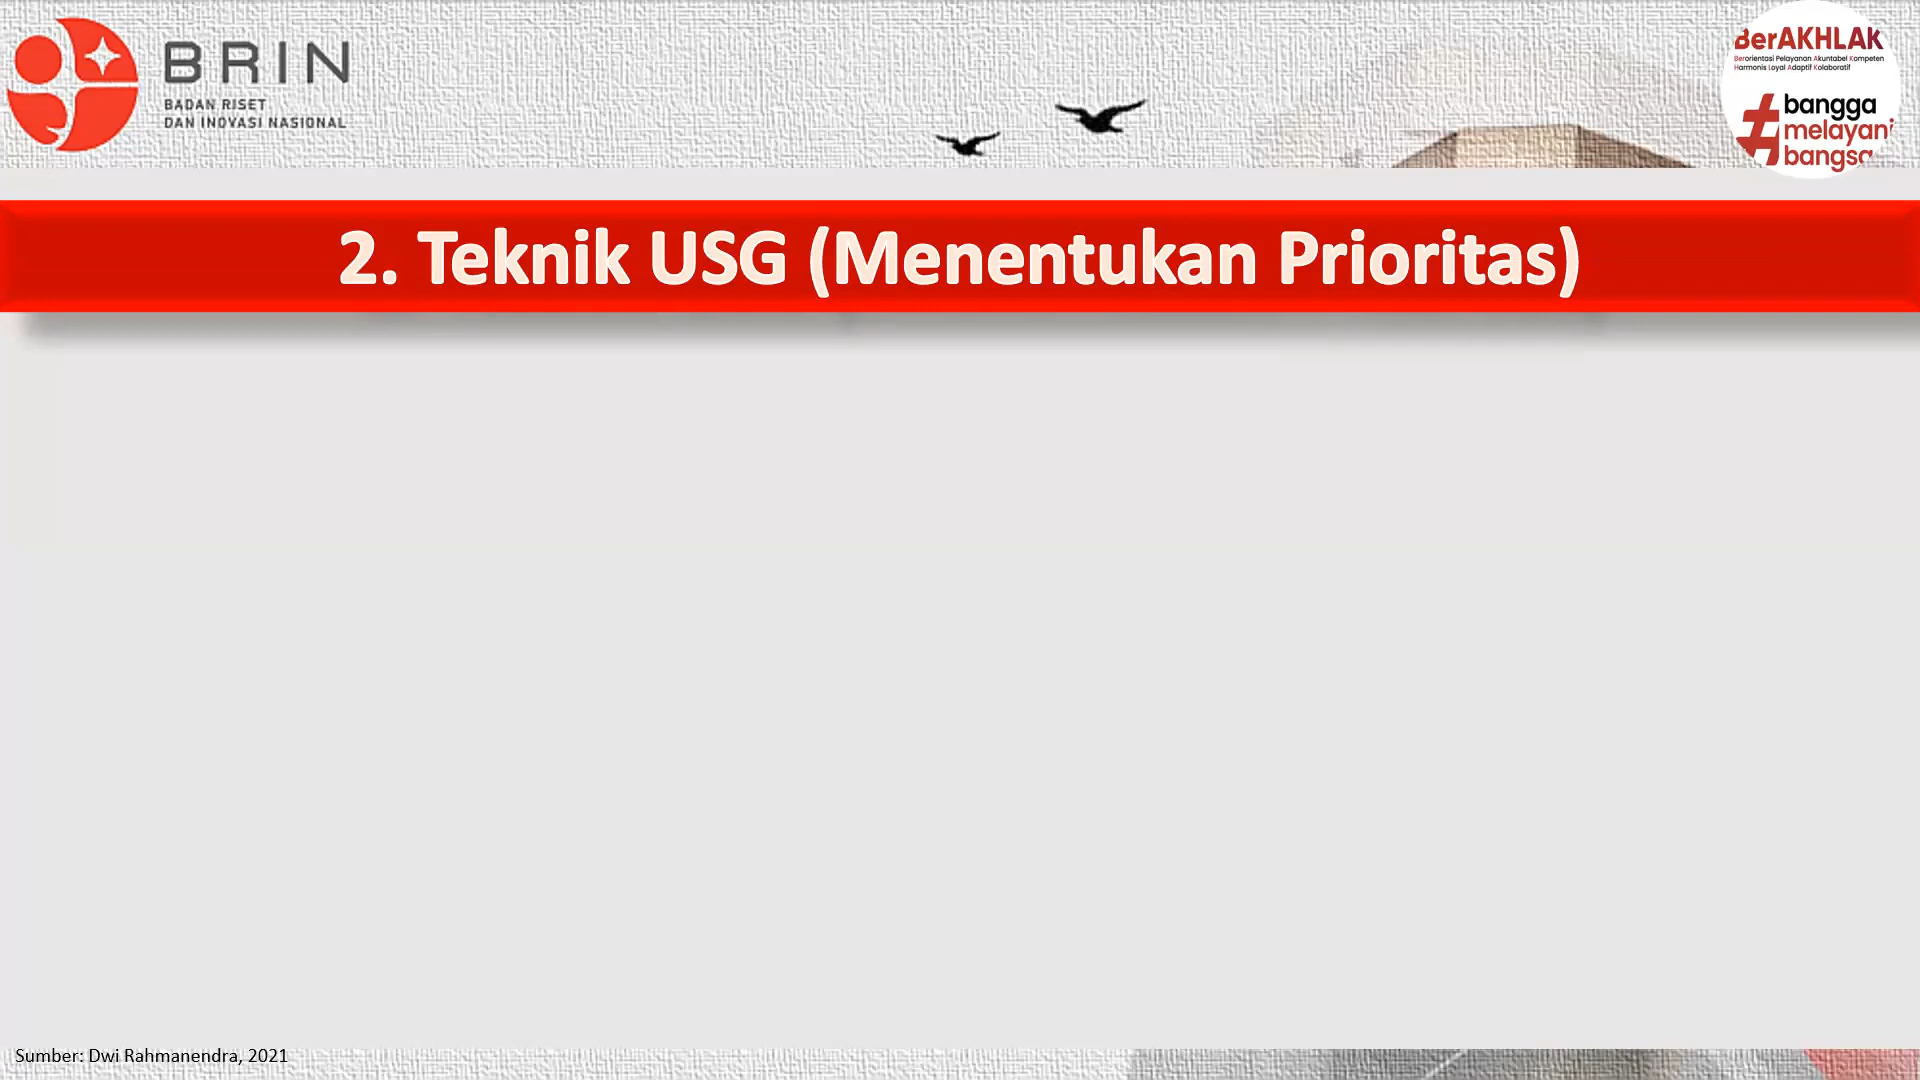 BRIN
BADAN RISET
DAN INOVASI NASIONAL
BerAKHLAK
Berorientasi Pelayanan Akuntabel Kompeten
Harmonis Loyal Adaptif Kolaboratif
#bangga
melayani
bangsa
2. Teknik USG (Menentukan Prioritas)
Sumber: Dwi Rahmanendra, 2021